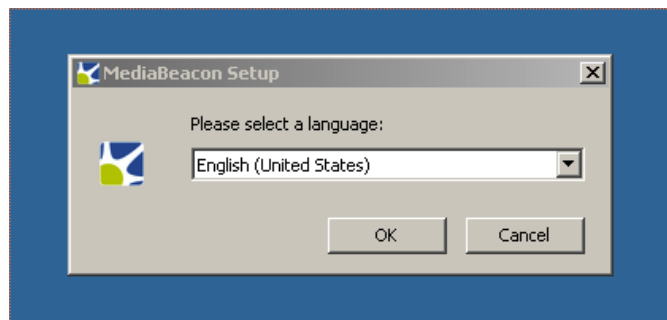 MediaBeacon Setup
Please select a language:
English (United States)
OK
Cancel